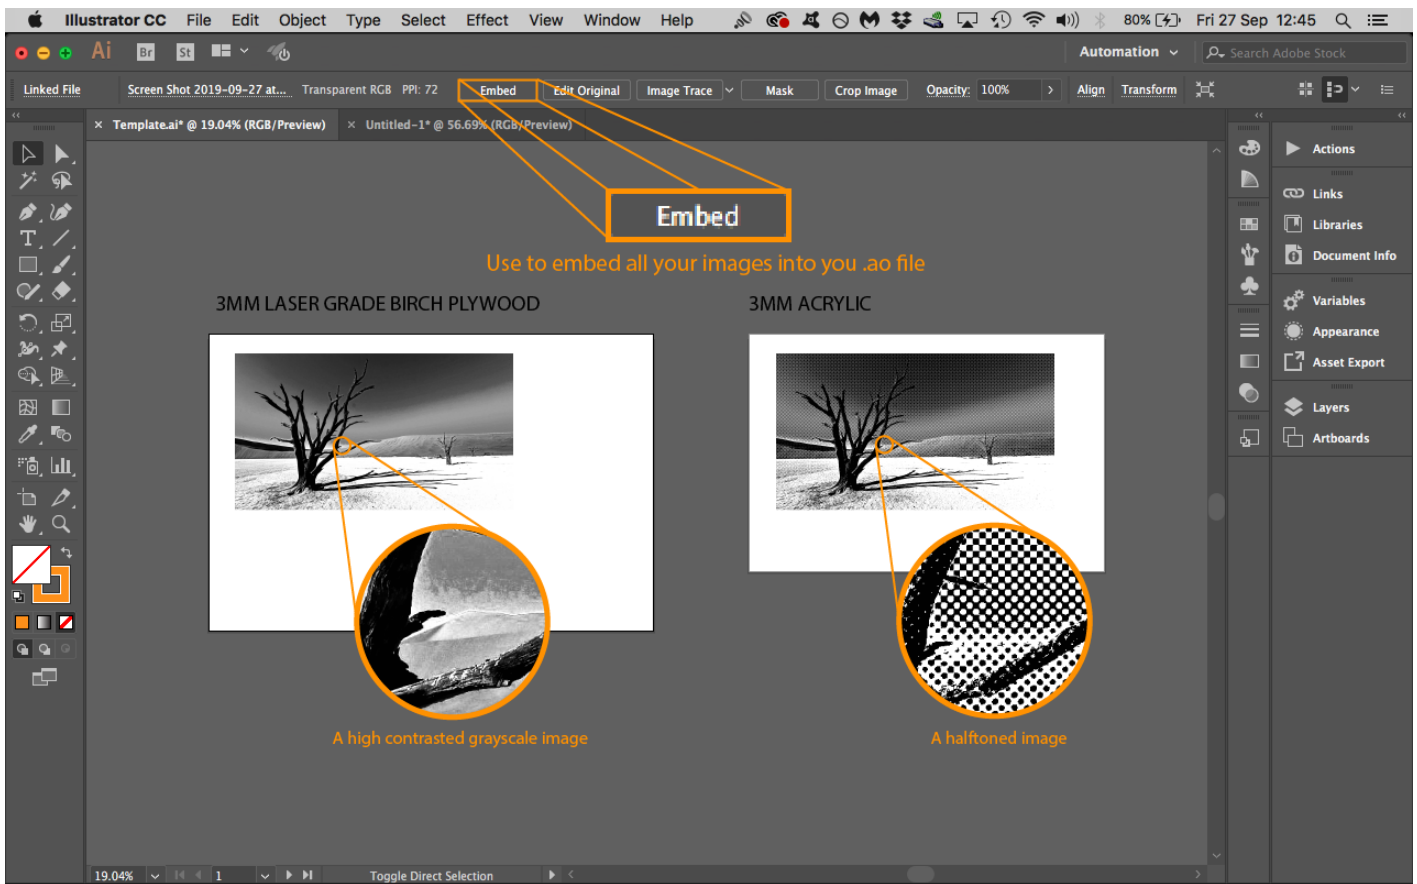 Illustrator CC File Edit Object Type Select Effect View Window Help 80% Fri 27 Sep 12:45
Ai Br St Automation Search Adobe Stock
Linked File Screen Shot 2019-09-27 at... Transparent RGB PPI: 72 Embed Edit Original Image Trace Mask Crop Image Opacity: 100% Align Transform
× Template.ai* @ 19.04% (RGB/Preview) × Untitled-1* @ 56.69% (RGB/Preview)
Actions
Links
Libraries
Document Info
Variables
Appearance
Asset Export
Layers
Artboards
Embed
Use to embed all your images into you .ao file
3MM LASER GRADE BIRCH PLYWOOD 3MM ACRYLIC
A high contrasted grayscale image A halftoned image
19.04% 1 Toggle Direct Selection